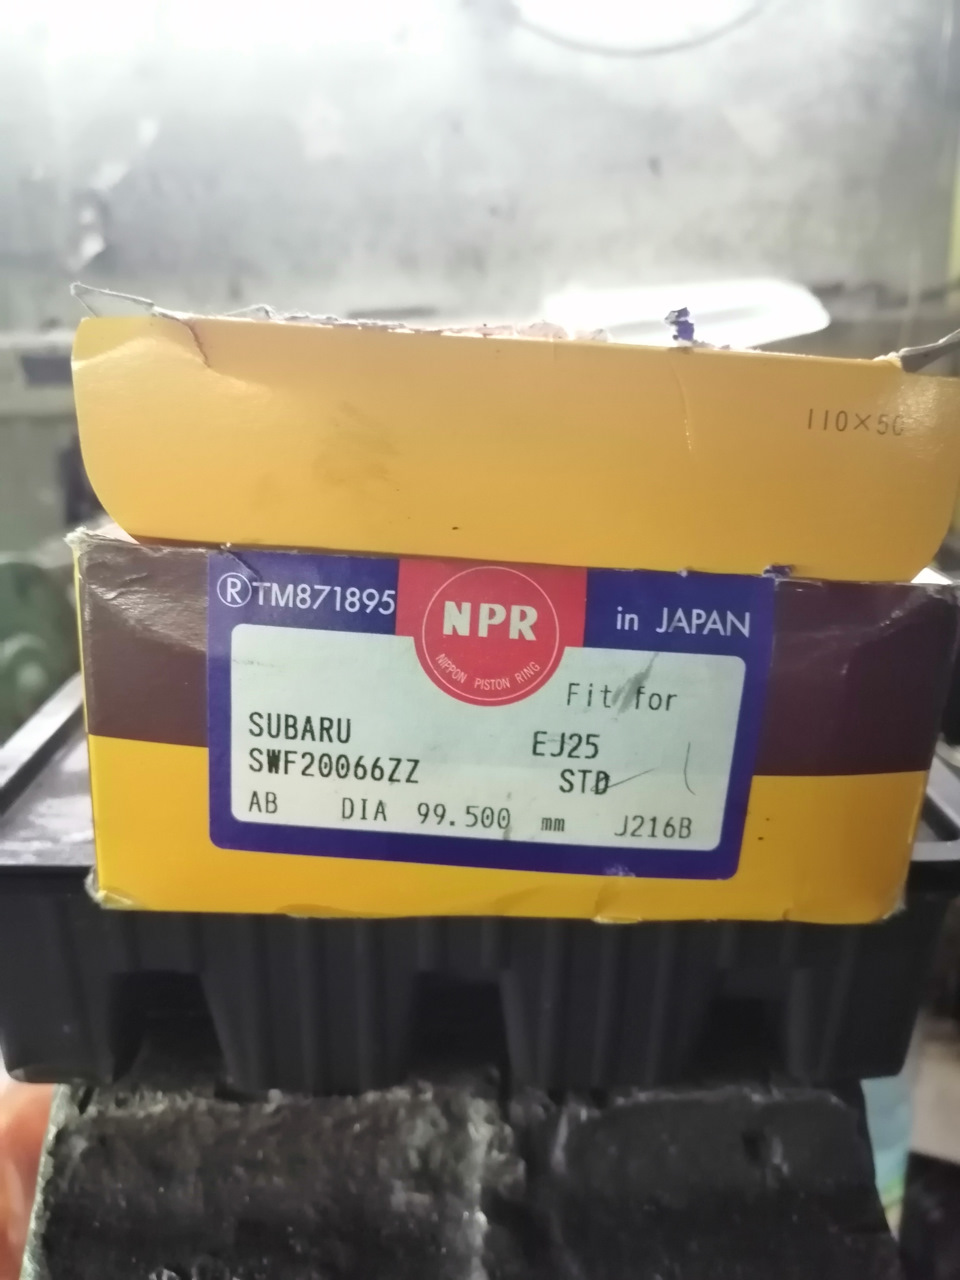 110×50
®TM871895
NPR
in JAPAN
NIPPON PISTON RING
Fit for
SUBARU
EJ25
SWF20066ZZ
STD
AB DIA 99.500 mm J216B